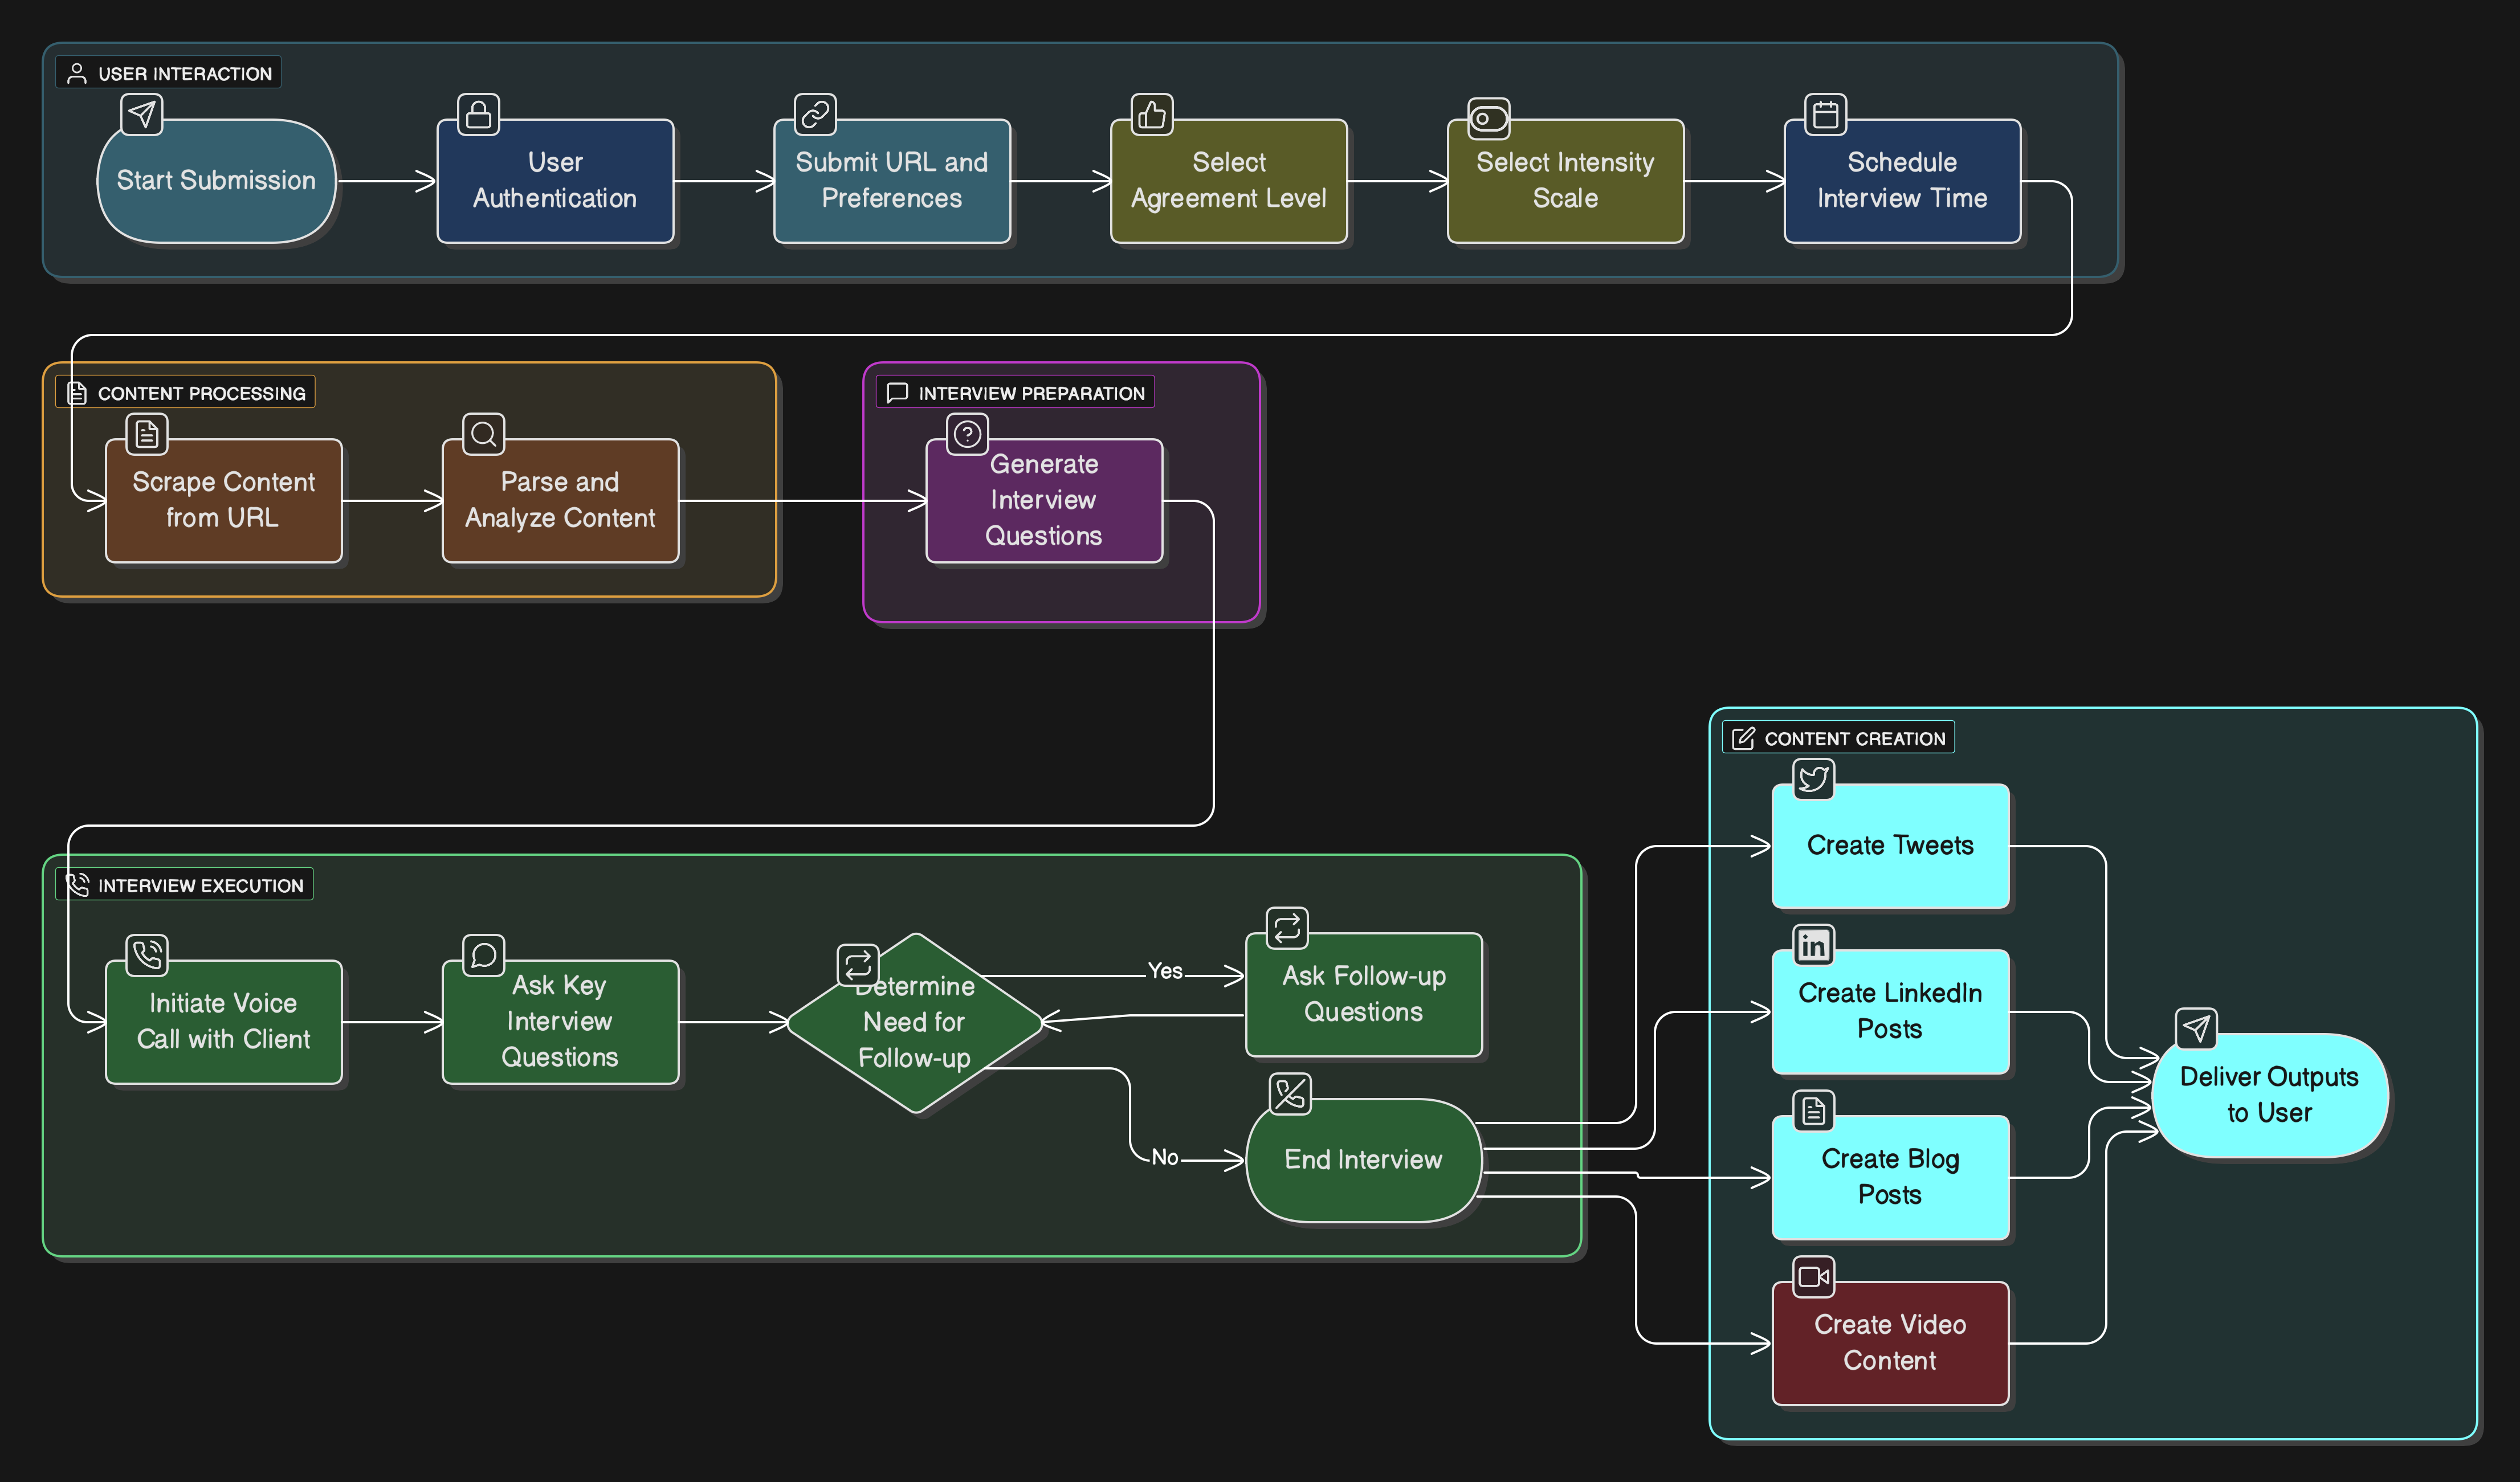 USER INTERACTION
Start Submission
User
Authentication
Submit URL and
Preferences
Select
Agreement Level
Select Intensity
Scale
Schedule
Interview Time
CONTENT PROCESSING
Scrape Content
from URL
Parse and
Analyze Content
INTERVIEW PREPARATION
Generate
Interview
Questions
INTERVIEW EXECUTION
Initiate Voice
Call with Client
Ask Key
Interview
Questions
Determine
Need for
Follow-up
Yes
Ask Follow-up
Questions
No
End Interview
CONTENT CREATION
Create Tweets
in
Create LinkedIn
Posts
Create Blog
Posts
Create Video
Content
Deliver Outputs
to User